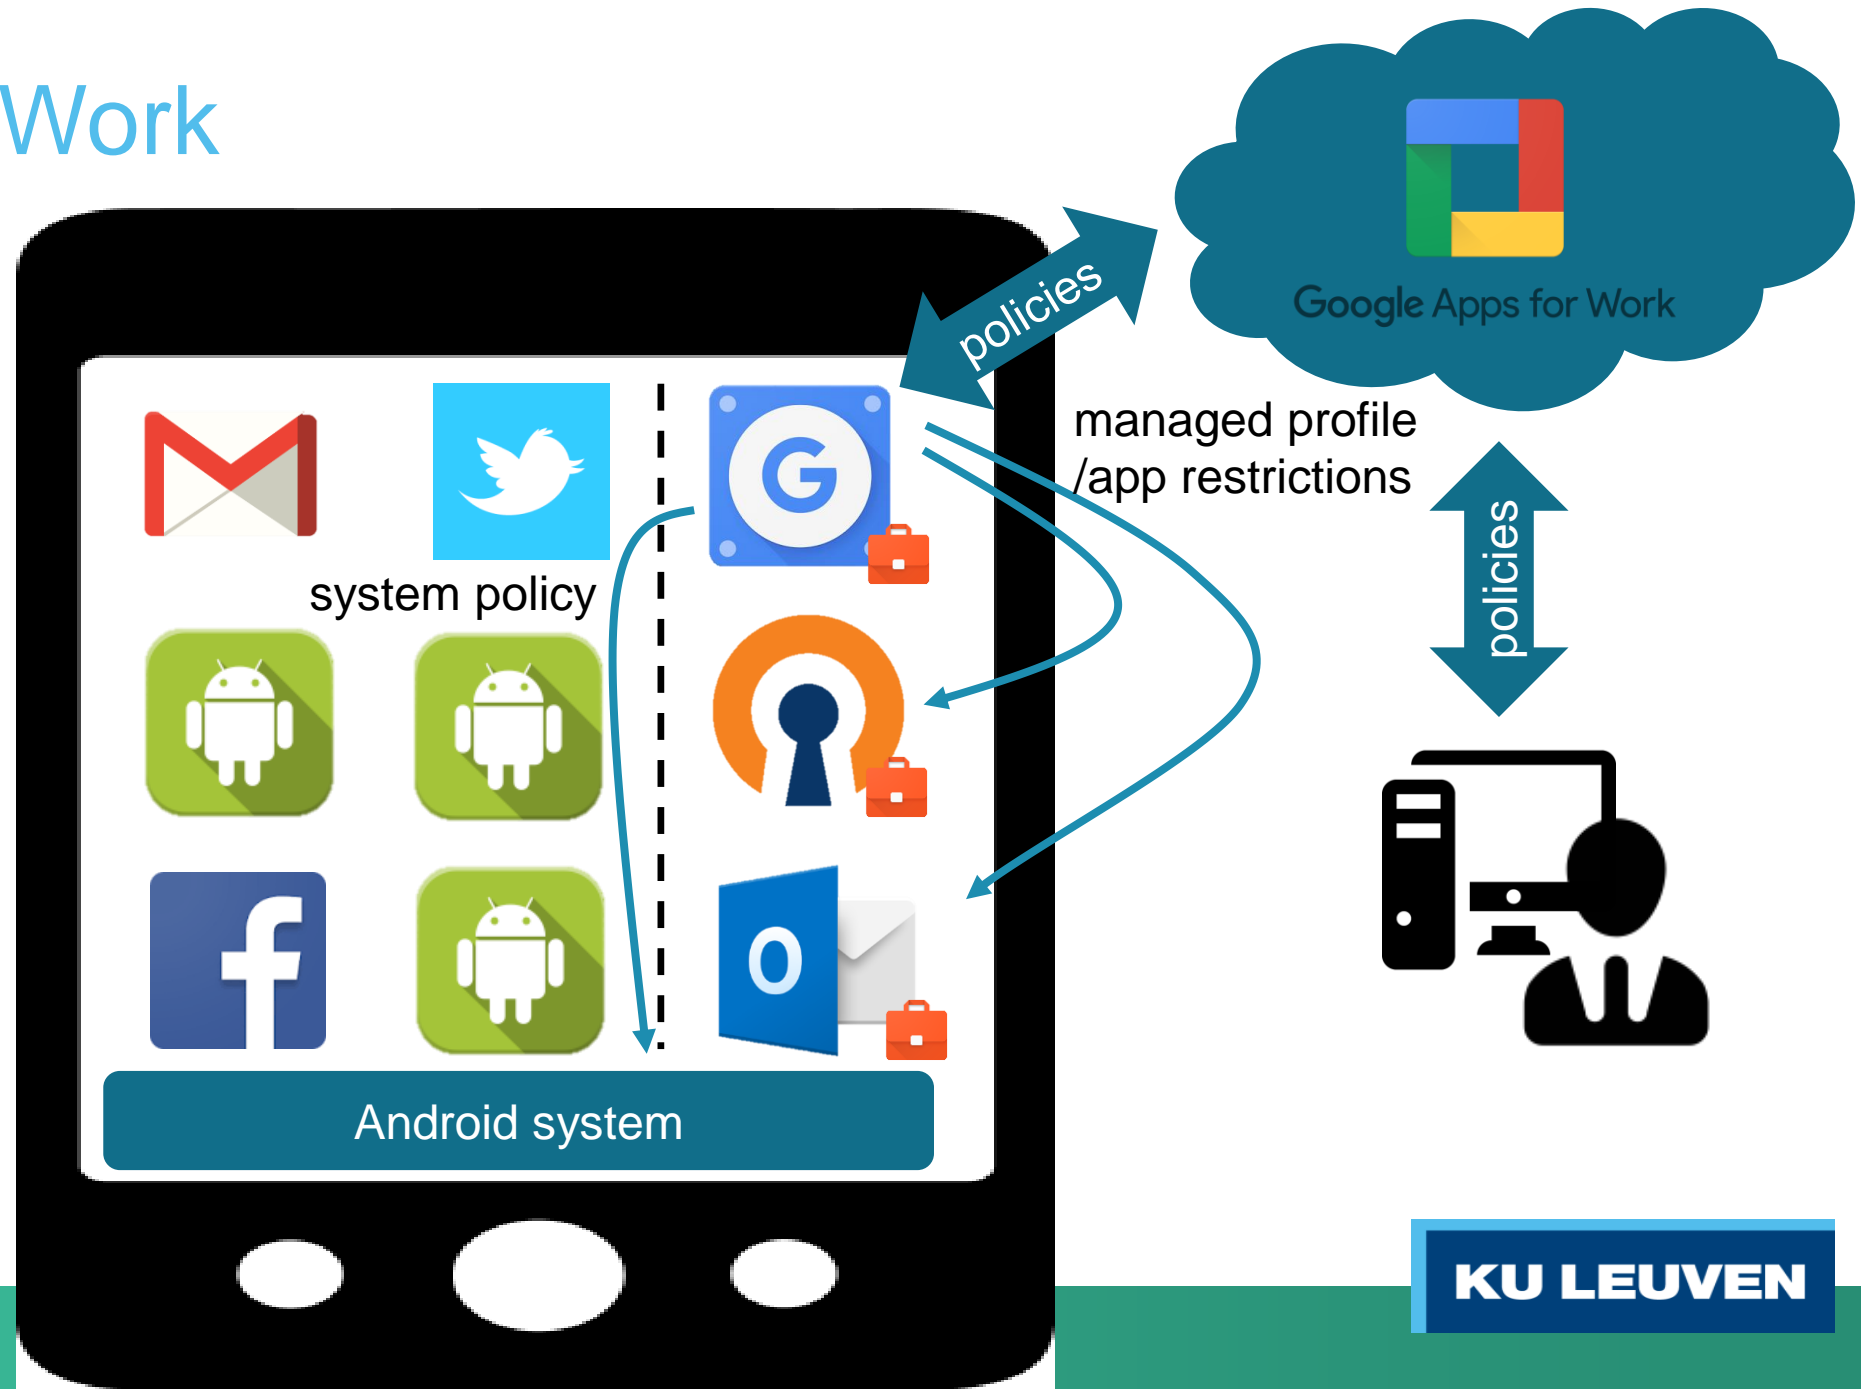 Work
Google Apps for Work
policies
managed profile
/app restrictions
policies
system policy
Android system
KU LEUVEN